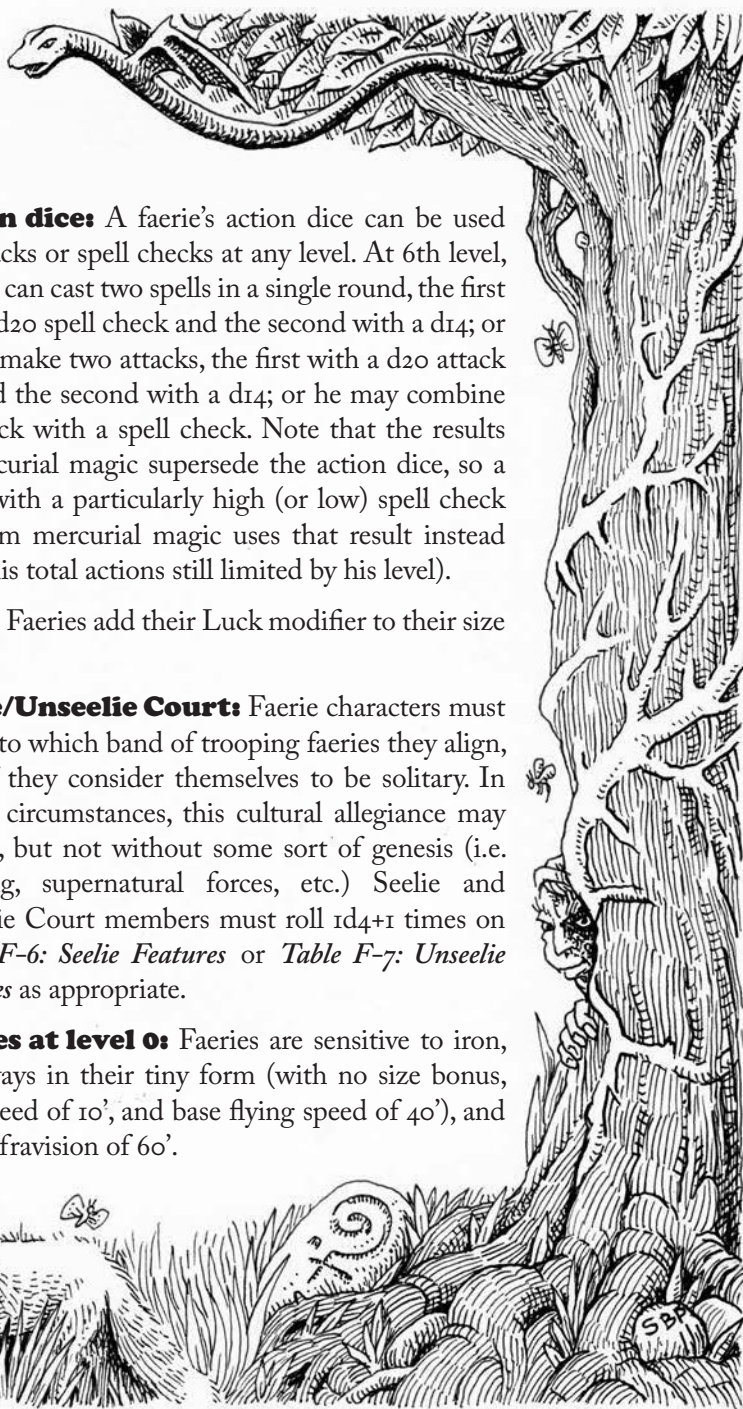 n dice: A faerie’s action dice can be used
acks or spell checks at any level. At 6th level,
can cast two spells in a single round, the first
d20 spell check and the second with a d14; or
make two attacks, the first with a d20 attack
d the second with a d14; or he may combine
ck with a spell check. Note that the results
curial magic supersede the action dice, so a
with a particularly high (or low) spell check
m mercurial magic uses that result instead
is total actions still limited by his level).
Faeries add their Luck modifier to their size
e/Unseelie Court: Faerie characters must
to which band of trooping faeries they align,
f they consider themselves to be solitary. In
circumstances, this cultural allegiance may
, but not without some sort of genesis (i.e.
g, supernatural forces, etc.) Seelie and
ie Court members must roll 1d4+1 times on
F-6: Seelie Features or Table F-7: Unseelie
es as appropriate.
es at level 0: Faeries are sensitive to iron,
ays in their tiny form (with no size bonus,
eed of 10’, and base flying speed of 40’), and
fravision of 60’.
SBP